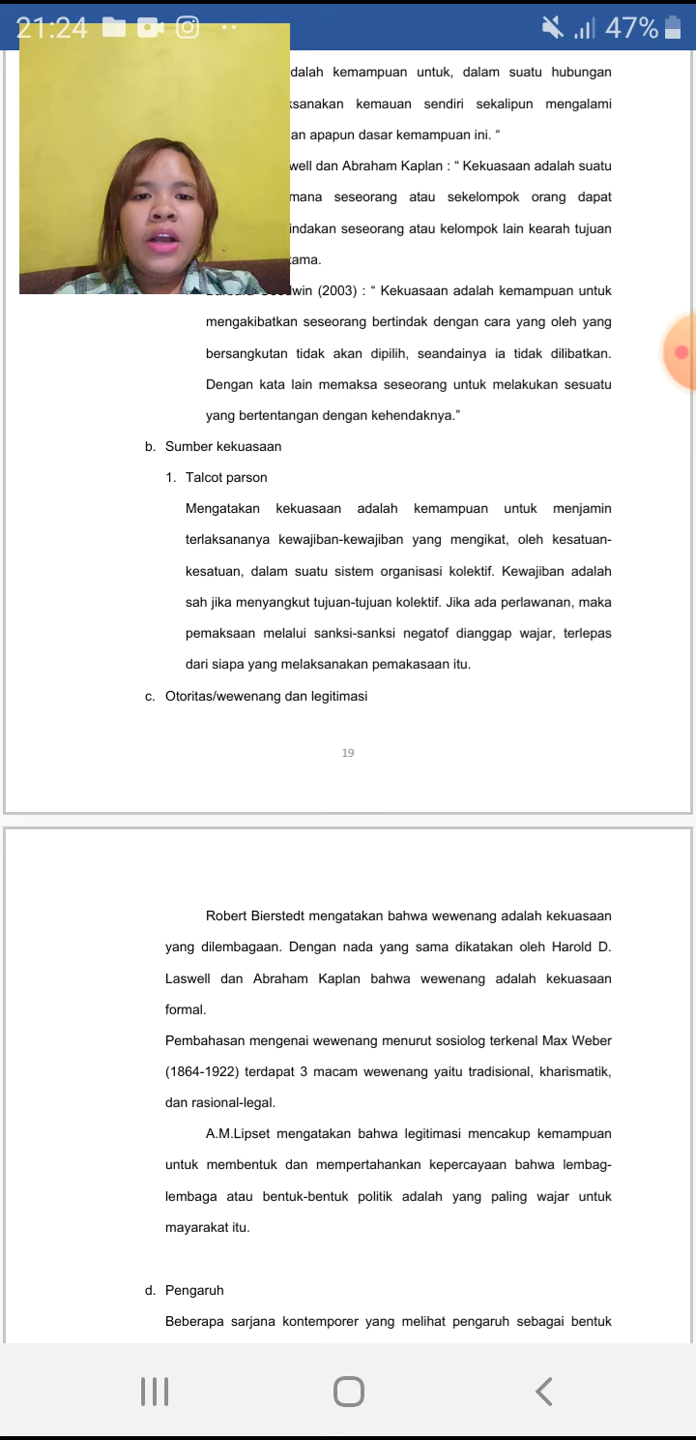 21:24 47%
dalah kemampuan untuk, dalam suatu hubungan
ksanakan kemauan sendiri sekalipun mengalami
an apapun dasar kemampuan ini. “
well dan Abraham Kaplan : “ Kekuasaan adalah suatu
mana seseorang atau sekelompok orang dapat
indakan seseorang atau kelompok lain kearah tujuan
tama.
win (2003) : “ Kekuasaan adalah kemampuan untuk
mengakibatkan seseorang bertindak dengan cara yang oleh yang
bersangkutan tidak akan dipilih, seandainya ia tidak dilibatkan.
Dengan kata lain memaksa seseorang untuk melakukan sesuatu
yang bertentangan dengan kehendaknya.”
b. Sumber kekuasaan
1. Talcot parson
Mengatakan kekuasaan adalah kemampuan untuk menjamin
terlaksananya kewajiban-kewajiban yang mengikat, oleh kesatuan-
kesatuan, dalam suatu sistem organisasi kolektif. Kewajiban adalah
sah jika menyangkut tujuan-tujuan kolektif. Jika ada perlawanan, maka
pemaksaan melalui sanksi-sanksi negatof dianggap wajar, terlepas
dari siapa yang melaksanakan pemakasaan itu.
c. Otoritas/wewenang dan legitimasi
19
Robert Bierstedt mengatakan bahwa wewenang adalah kekuasaan
yang dilembagaan. Dengan nada yang sama dikatakan oleh Harold D.
Laswell dan Abraham Kaplan bahwa wewenang adalah kekuasaan
formal.
Pembahasan mengenai wewenang menurut sosiolog terkenal Max Weber
(1864-1922) terdapat 3 macam wewenang yaitu tradisional, kharismatik,
dan rasional-legal.
A.M.Lipset mengatakan bahwa legitimasi mencakup kemampuan
untuk membentuk dan mempertahankan kepercayaan bahwa lembag-
lembaga atau bentuk-bentuk politik adalah yang paling wajar untuk
mayarakat itu.
d. Pengaruh
Beberapa sarjana kontemporer yang melihat pengaruh sebagai bentuk